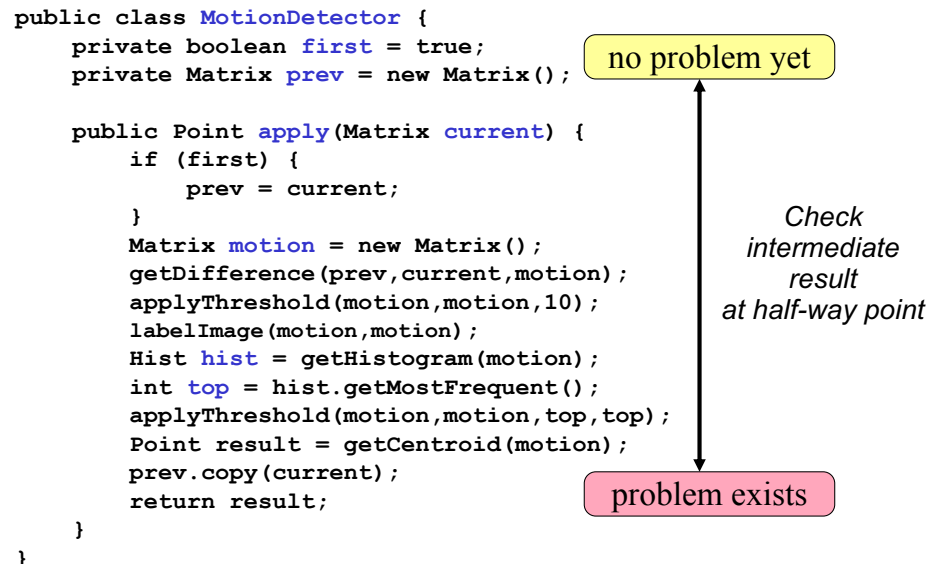 public class MotionDetector {
    private boolean first = true;
    private Matrix prev = new Matrix();
no problem yet
    public Point apply(Matrix current) {
        if (first) {
            prev = current;
        }
        Matrix motion = new Matrix();
        getDifference(prev,current,motion);
        applyThreshold(motion,motion,10);
        labelImage(motion,motion);
        Hist hist = getHistogram(motion);
        int top = hist.getMostFrequent();
        applyThreshold(motion,motion,top,top);
        Point result = getCentroid(motion);
        prev.copy(current);
        return result;
    }
}
Check
intermediate
result
at half-way point
problem exists